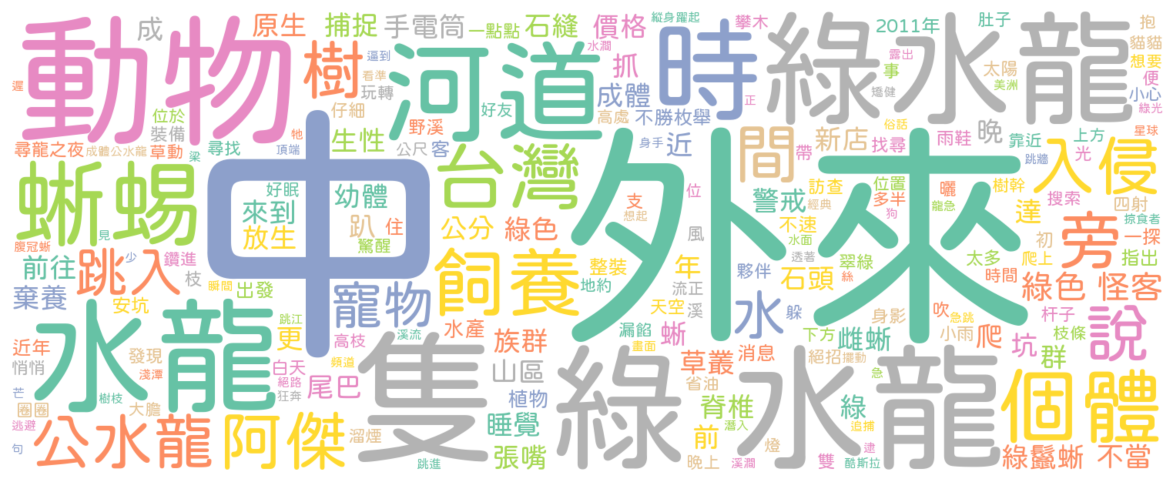 動物
成
原生
捕捉
手電筒
一點點
石縫
價格
縱身躍起
攀木
2011年
肚子
抱
貓貓
想要
便
小心
綠光
遲
樹
河道
水澗
逼到
看準
玩轉
抓
時
綠水龍
露出
事
太陽
矯健
美洲
位於
裝備
草動
尋龍之夜
成體公水龍
尋找
梁
仔細
好友
高處
成體
不勝枚舉
正
俗話
雨鞋
晚
靠近
上方
光
星球
牠
頂端
生性
野溪
公尺
客
身手
近
新店
找尋
跳牆
入侵
中
外來
間
帶
蜥蜴
好眠
來到
放生
幼體
趴
住
驚醒
台灣
公分
綠色
支
想起
位
風
警戒
訪查
經典
不速
水面
位置
多半
狗
曬
龍急
樹幹
達
搜索
四射
掠食者
旁
一探
指出
初
爬上
腹冠蜥
見
前往
跳入
鑽進
枝
少
瞬間
出發
棄養
安坑
飼養
整裝
地約
年
流正
天空
溪
夥伴
透著
石頭
翠綠
絲
太多
時間
綠色 怪客
寵物
水龍
跳江
更
高枝
溪流
水產
族群
漏餡
畫面
蜥
水
躲
下方
身影
雌蜥
吹
急跳
小雨
爬
杆子
枝條
坑
群
說
近年
悄悄
發現
淺潭
白天
絕路
狂奔
頻道
尾巴
隻
山區
植物
草叢
省油
消息
絕招
擺動
急
芒
圈圈
樹枝
大膽
逃避
句
公水龍
阿傑
溜煙
跳進
睡覺
張嘴
綠水龍
脊椎
前
潛入
晚上
溪澗
燈
綠
追捕
雙
逮
酷斯拉
個體
綠鬣蜥
不當